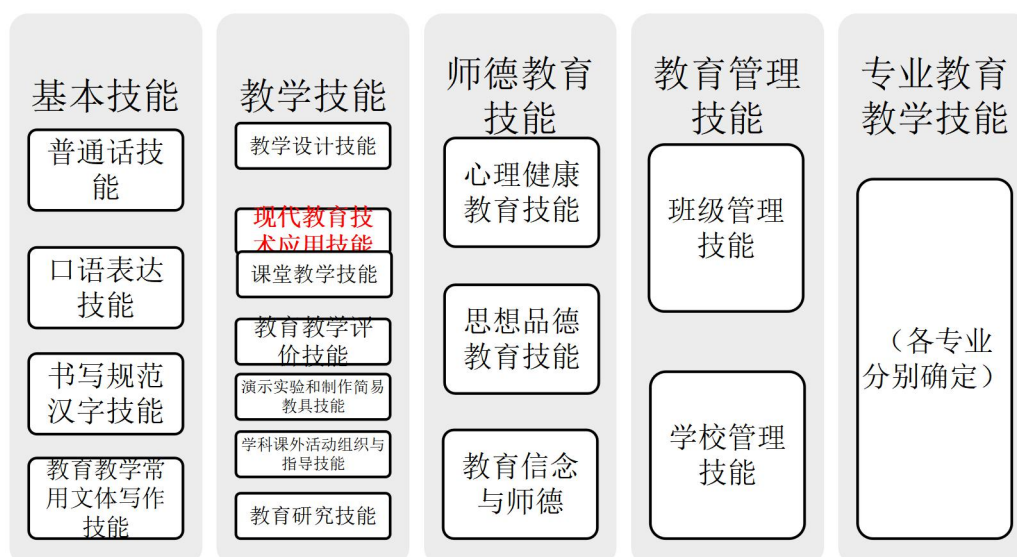 基本技能
普通话技
能
口语表达
技能
书写规范
汉字技能
教育教学常
用文体写作
技能
教学技能
教学设计技能
现代教育技
术应用技能
课堂教学技能
教育教学评
价技能
演示实验和制作简易
教具技能
学科课外活动组织与
指导技能
教育研究技能
师德教育
技能
心理健康
教育技能
思想品德
教育技能
教育信念
与师德
教育管理
技能
班级管理
技能
学校管理
技能
专业教育
教学技能
（各专业
分别确定）